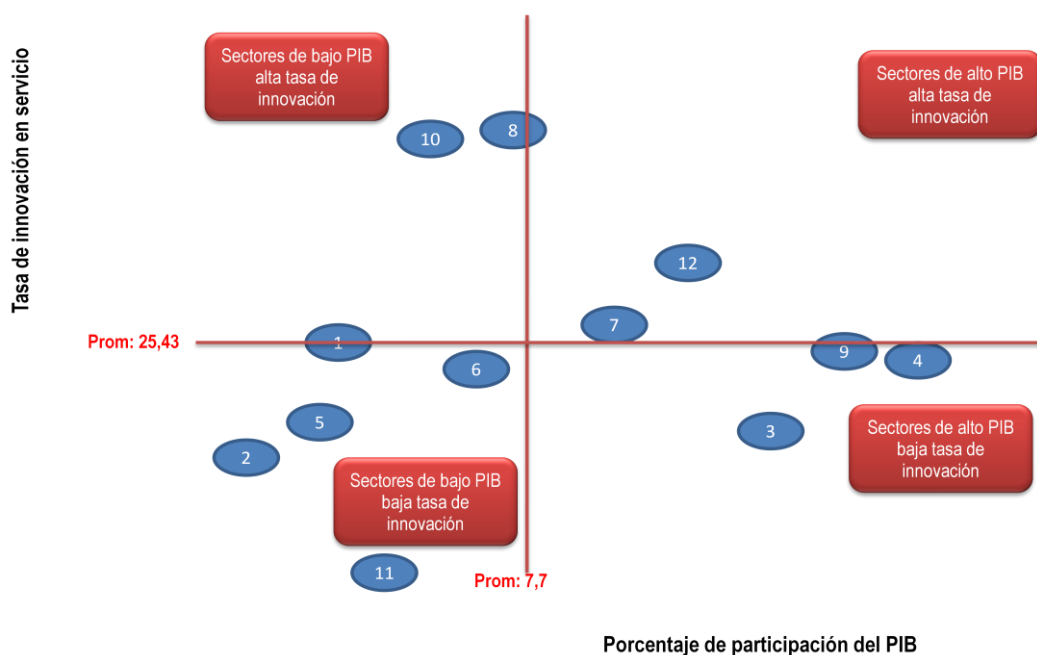 Tasa de innovación en servicio
Sectores de bajo PIB
alta tasa de
innovación
Sectores de alto PIB
alta tasa de
innovación
10
8
12
7
Prom: 25,43
1
9
4
6
5
3
2
Sectores de alto PIB
baja tasa de
innovación
Sectores de bajo PIB
baja tasa de
innovación
11
Prom: 7,7
Porcentaje de participación del PIB